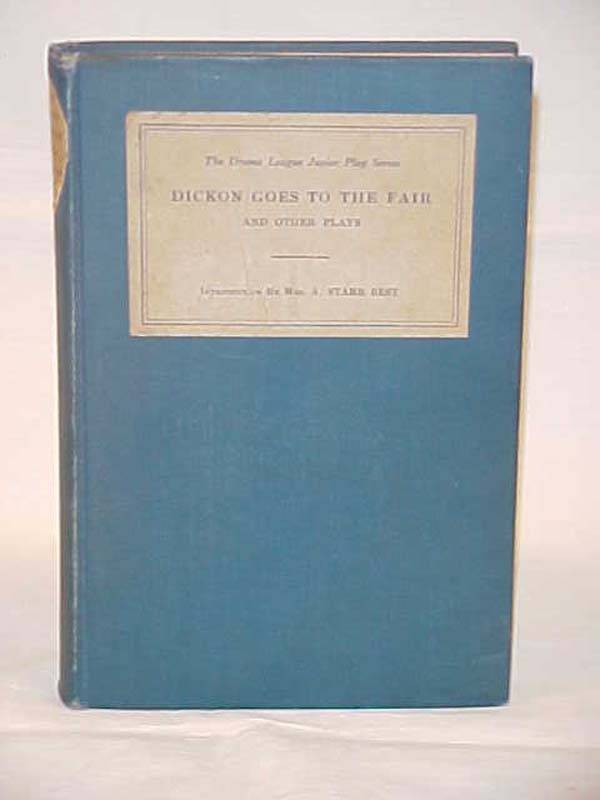 The Drama League Junior Play Series
DICKON GOES TO THE FAIR
AND OTHER PLAYS
Introduction By Mrs. A. STARR BEST